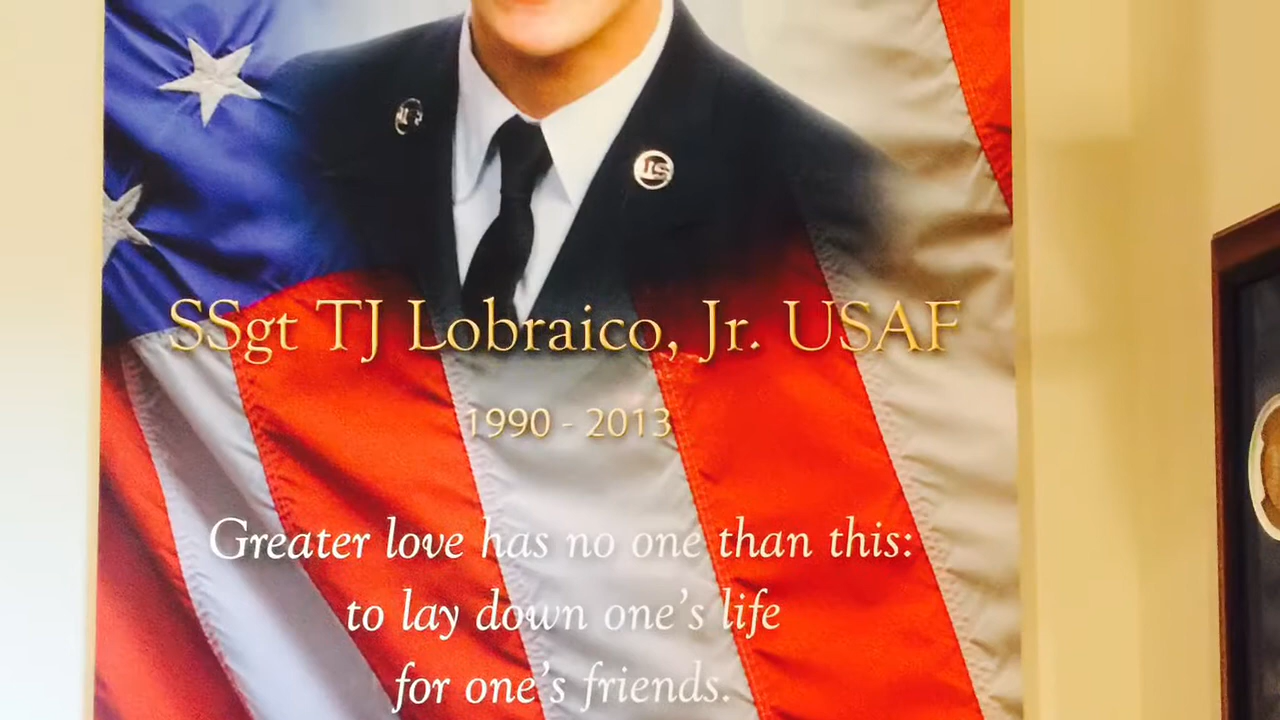 SSgt TJ Lobraico, Jr. USAF
1990 - 2013
Greater love has no one than this:
to lay down one's life
for one's friends.